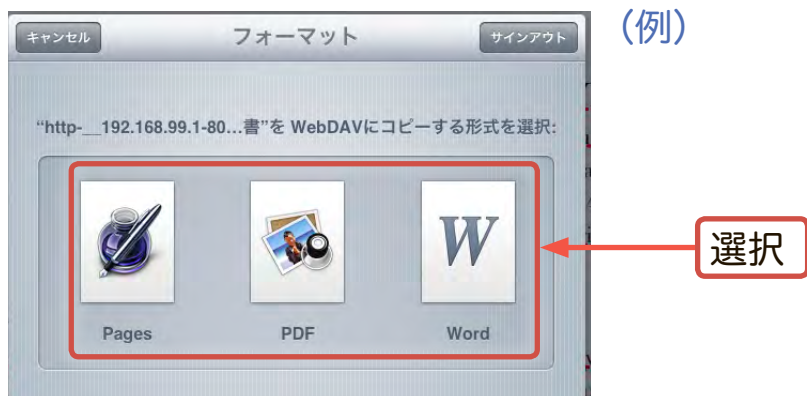 キャンセル
フォーマット
サインアウト
(例)
“http-__192.168.99.1-80...書”を WebDAVにコピーする形式を選択:
W
選択
Pages
PDF
Word